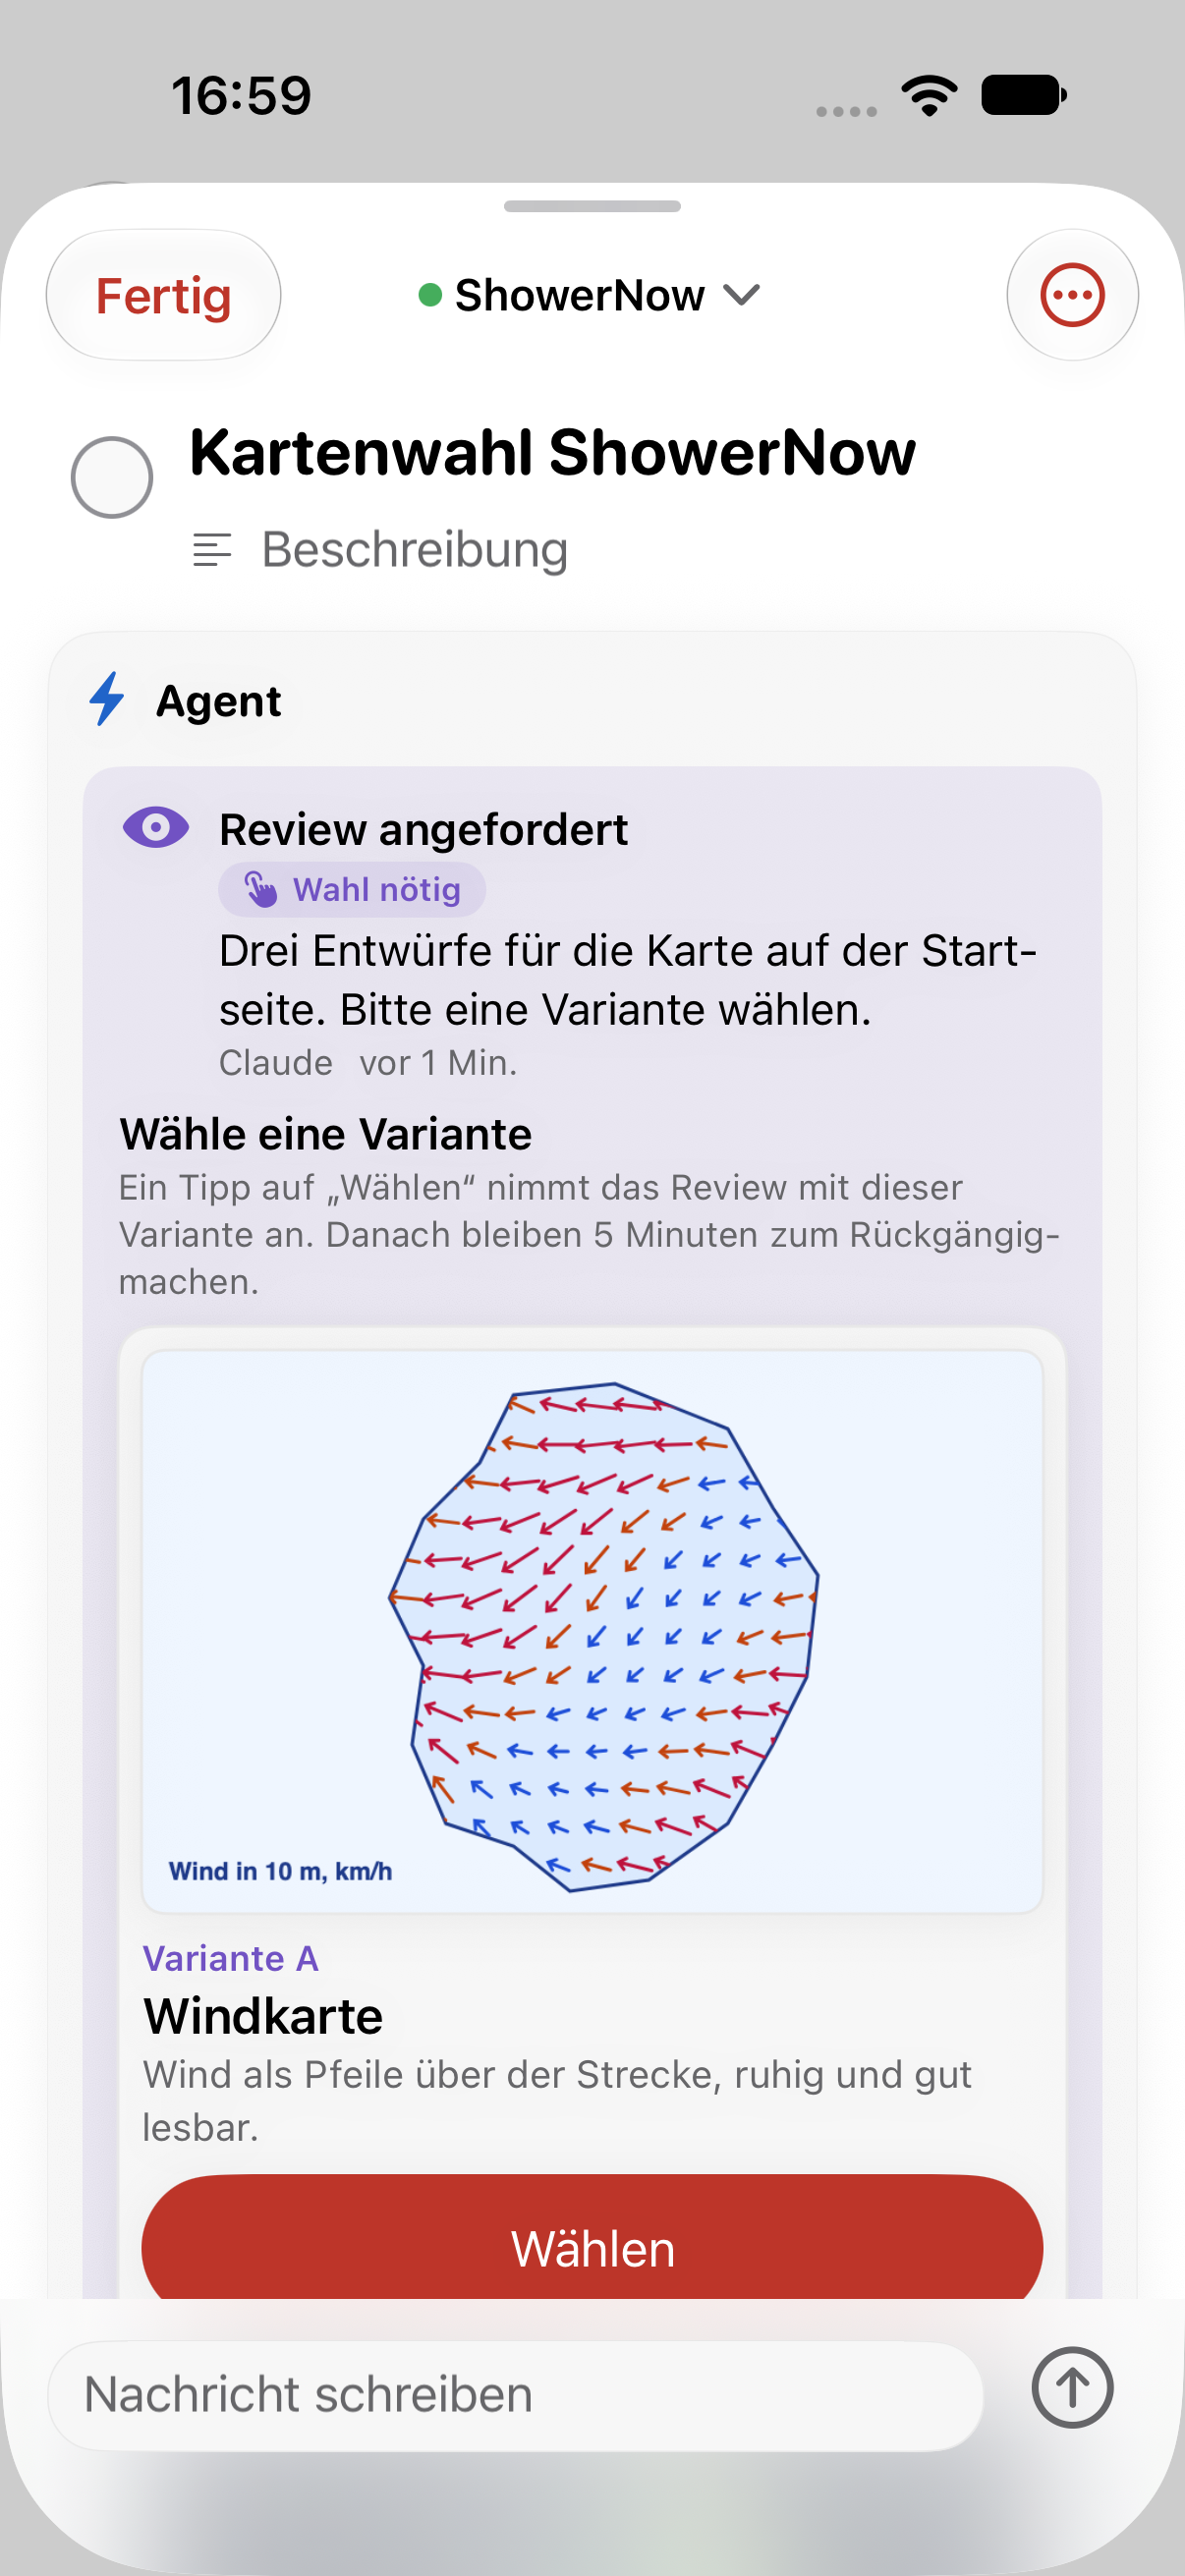 16:59
Fertig
ShowerNow
Kartenwahl ShowerNow
Beschreibung
Agent
Review angefordert
Wahl nötig
Drei Entwürfe für die Karte auf der Start-
seite. Bitte eine Variante wählen.
Claude vor 1 Min.
Wähle eine Variante
Ein Tipp auf „Wählen“ nimmt das Review mit dieser
Variante an. Danach bleiben 5 Minuten zum Rückgängig-
machen.
Wind in 10 m, km/h
Variante A
Windkarte
Wind als Pfeile über der Strecke, ruhig und gut
lesbar.
Wählen
Nachricht schreiben